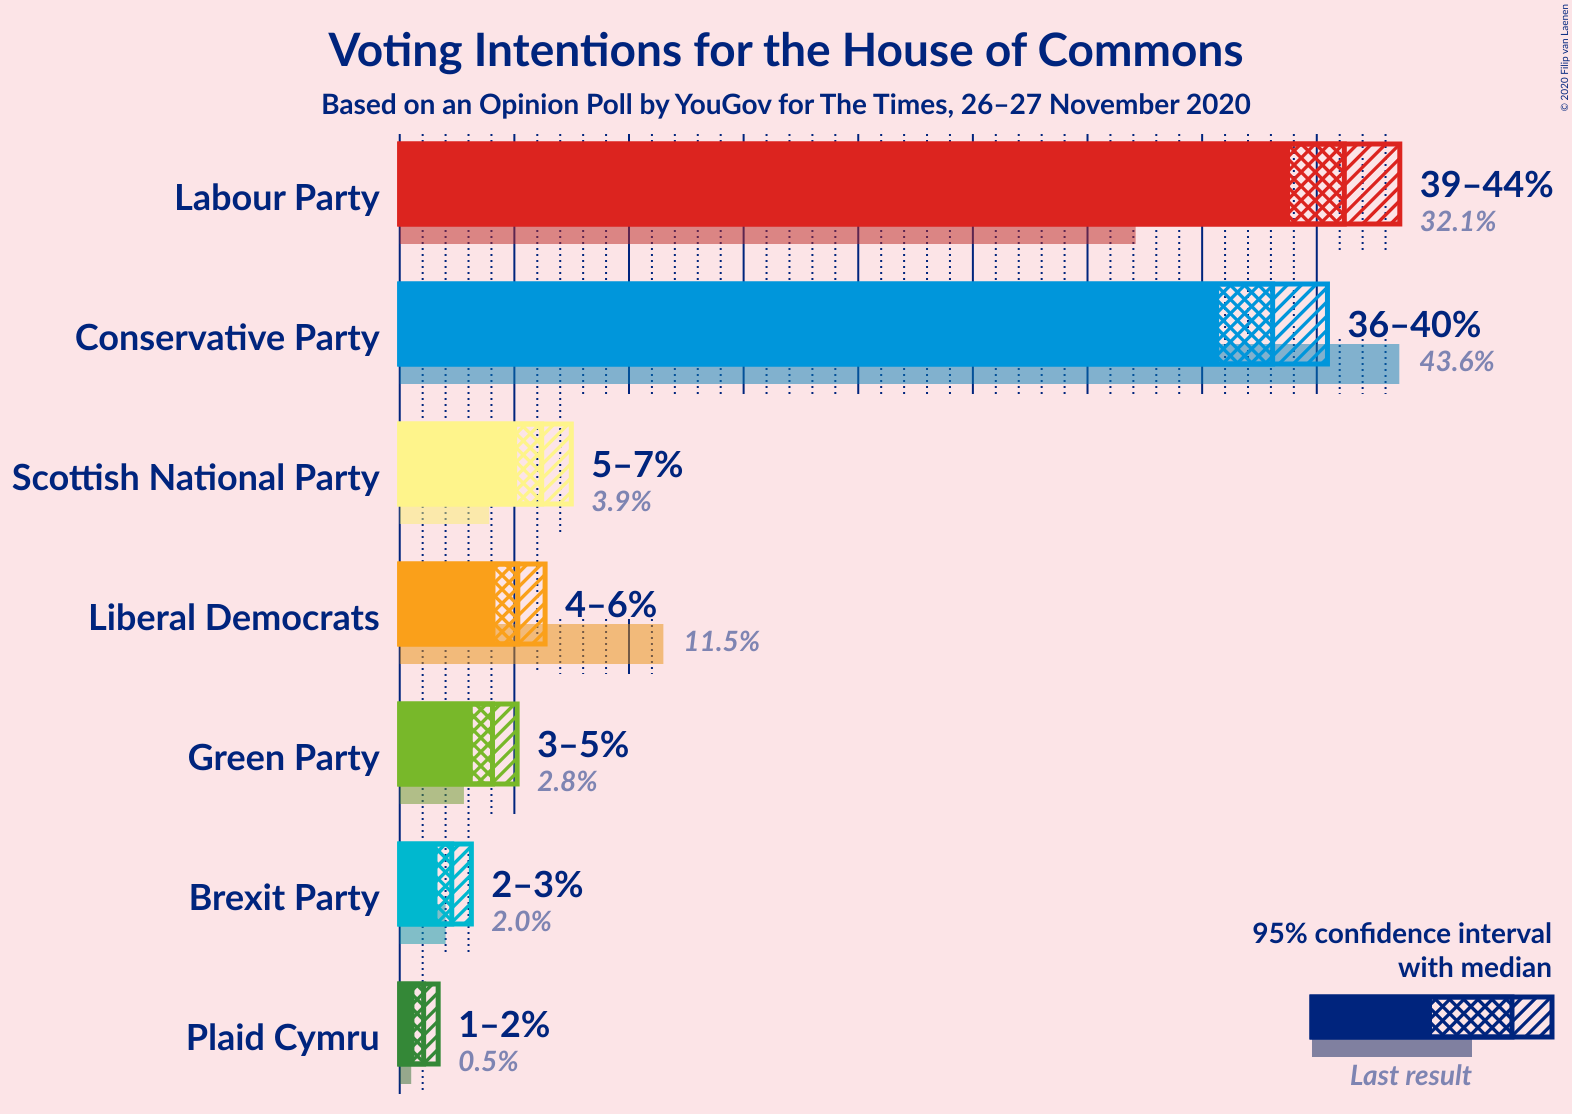 Voting Intentions for the House of Commons
Based on an Opinion Poll by YouGov for The Times, 26–27 November 2020
© 2020 Filip van Laenen
Labour Party
39–44%
32.1%
Conservative Party
36–40%
43.6%
Scottish National Party
5–7%
3.9%
Liberal Democrats
4–6%
11.5%
Green Party
3–5%
2.8%
Brexit Party
2–3%
2.0%
Plaid Cymru
1–2%
0.5%
95% confidence interval
with median
Last result